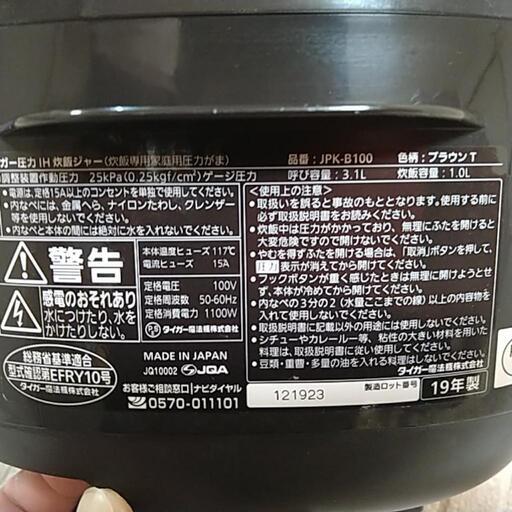 ガー圧力IH炊飯ジャー(炊飯専用家庭用圧力がま)
調整装置作動圧力 25kPa(0.25kgf/cm²)ゲージ圧力
•電源は、定格15A以上のコンセントを単独で使用してください。
•内なべには、金属へら、ナイロンたわし、クレンザー
等を使用しないでください。
•内なべと本体の間には絶対に水を入れないでください。
警告
感電のおそれあり
水につけたり、水を
かけたりしない。
本体温度ヒューズ 117℃
電流ヒューズ 15A
定格電圧 100V
定格周波数 50-60Hz
定格消費電力 1100W
PSE タイガー魔法瓶株式会社
総務省基準適合
型式確認第EFRY10号
タイガー魔法瓶株式会社
MADE IN JAPAN
JQ10002 JQA
お客様ご相談窓口|ナビダイヤル
0570-011101
品番: JPK-B100 色柄: ブラウンT
呼び容量: 3.1L 炊飯容量: 1.0L
<使用上の注意>
•取扱いを誤ると事故のもととなります。使用する前に
必ず取扱説明書をお読みください。
•炊飯中は圧力がかかっており、無理にふたを開けると
大変危険ですので開けないでください。
•やむを得ずふたを開ける場合は、「取消」ボタンを押して、
圧力表示が消えてから開けてください。
•フックボタンが重く感じたときは無理に開けようと
せず、本体が冷めてから開けてください。
•内なべの3分の2(水量ここまでの線)以上の内容物を
入れて使用しないでください。
•取扱説明書に記載以外の用途には使用しないでください。
•シチューやカレールー等、粘性の大きい材料を使用
する場合は、取扱説明書に従い使用してください。
•豆類・重曹・多量の油を入れる調理はしないでください。
タイガー魔法瓶株式会社
製造ロット番号
121923
19年製